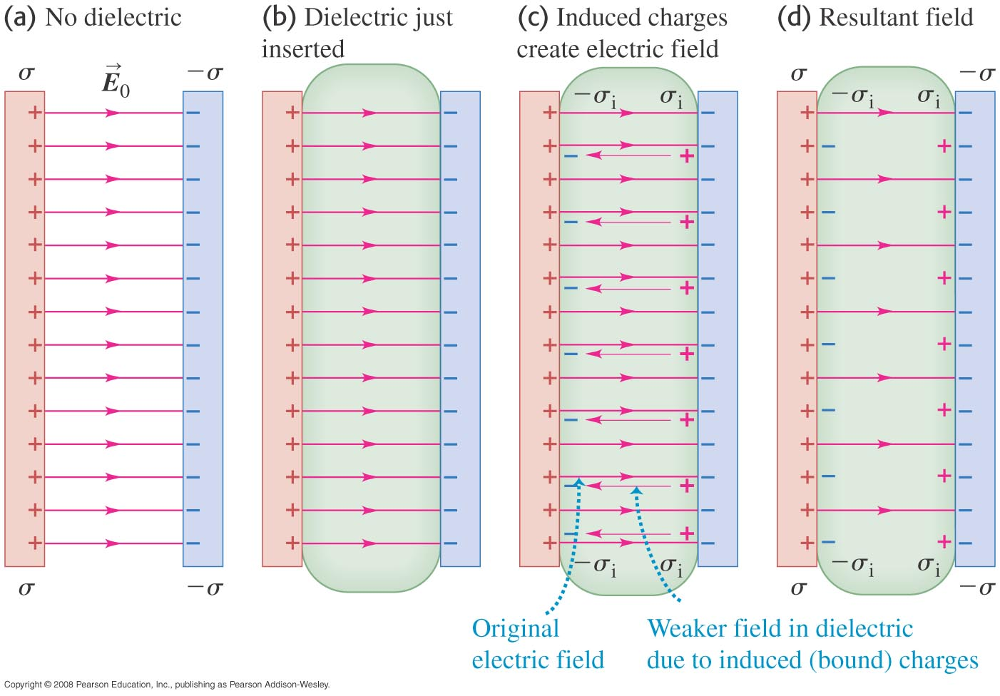 (a) No dielectric
(b) Dielectric just
inserted
(c) Induced charges
create electric field
(d) Resultant field
σ
E⃗₀
−σ
σ
−σ
−σᵢ
σᵢ
−σᵢ
σᵢ
σ
−σ
−σᵢ
σᵢ
−σᵢ
σᵢ
σ
−σ
Original
electric field
Weaker field in dielectric
due to induced (bound) charges
Copyright © 2008 Pearson Education, Inc., publishing as Pearson Addison-Wesley.